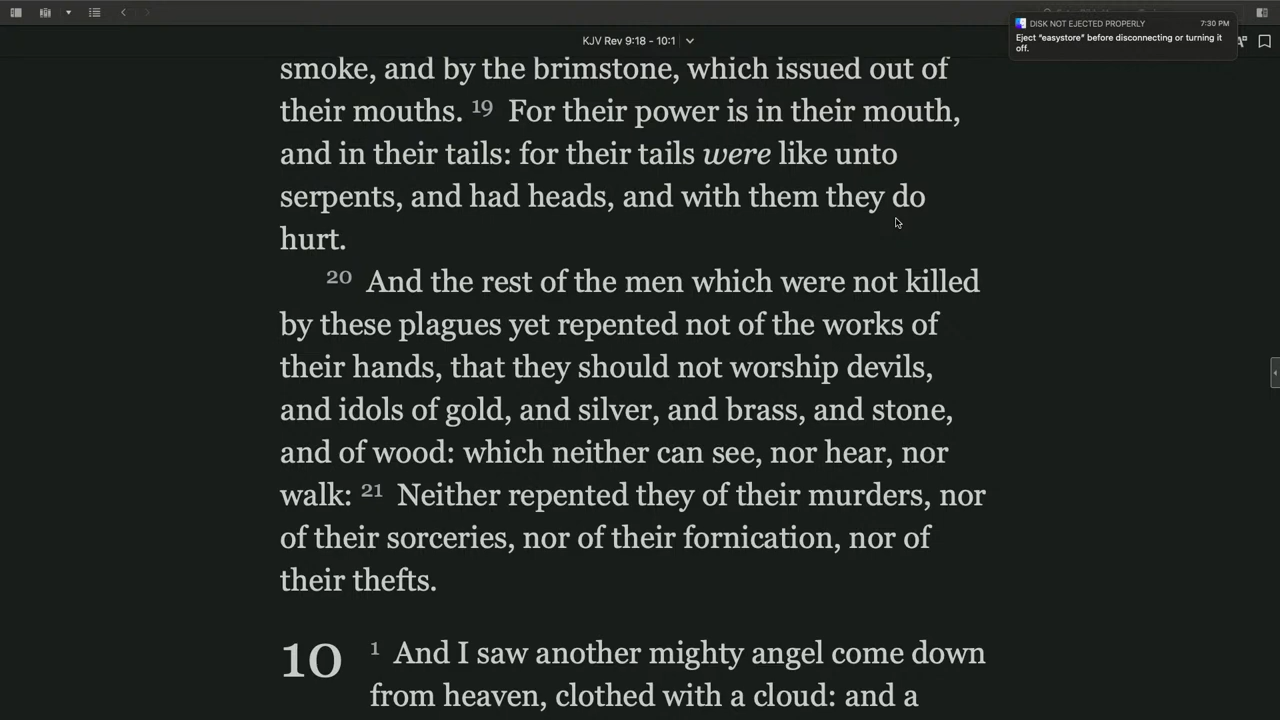 DISK NOT EJECTED PROPERLY 7:30 PM
Eject “easystore” before disconnecting or turning it
off.
KJV Rev 9:18 - 10:1
smoke, and by the brimstone, which issued out of
their mouths. 19 For their power is in their mouth,
and in their tails: for their tails were like unto
serpents, and had heads, and with them they do
hurt.
20 And the rest of the men which were not killed
by these plagues yet repented not of the works of
their hands, that they should not worship devils,
and idols of gold, and silver, and brass, and stone,
and of wood: which neither can see, nor hear, nor
walk: 21 Neither repented they of their murders, nor
of their sorceries, nor of their fornication, nor of
their thefts.
10 1 And I saw another mighty angel come down
from heaven, clothed with a cloud: and a